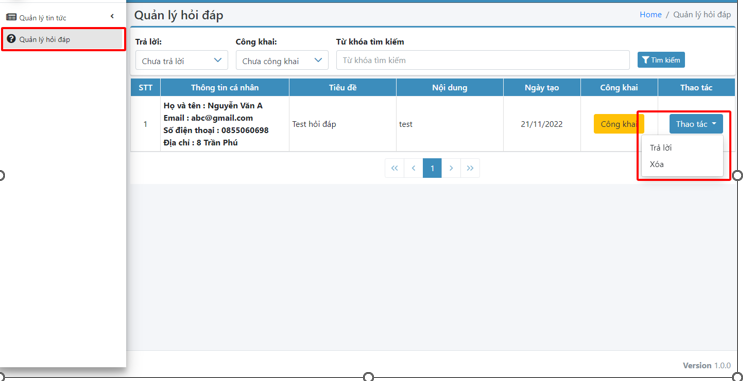 Quản lý tin tức
Quản lý hỏi đáp
Quản lý hỏi đáp
Home / Quản lý hỏi đáp
Trả lời: Công khai: Từ khóa tìm kiếm
Chưa trả lời Chưa công khai Từ khóa tìm kiếm Tìm kiếm
STT Thông tin cá nhân Tiêu đề Nội dung Ngày tạo Công khai Thao tác
Họ và tên : Nguyễn Văn A
Email : abc@gmail.com
1 Test hỏi đáp test 21/11/2022 Công khai Thao tác
Số điện thoại : 0855060698
Địa chỉ : 8 Trần Phú
Trả lời
Xóa
1
Version 1.0.0